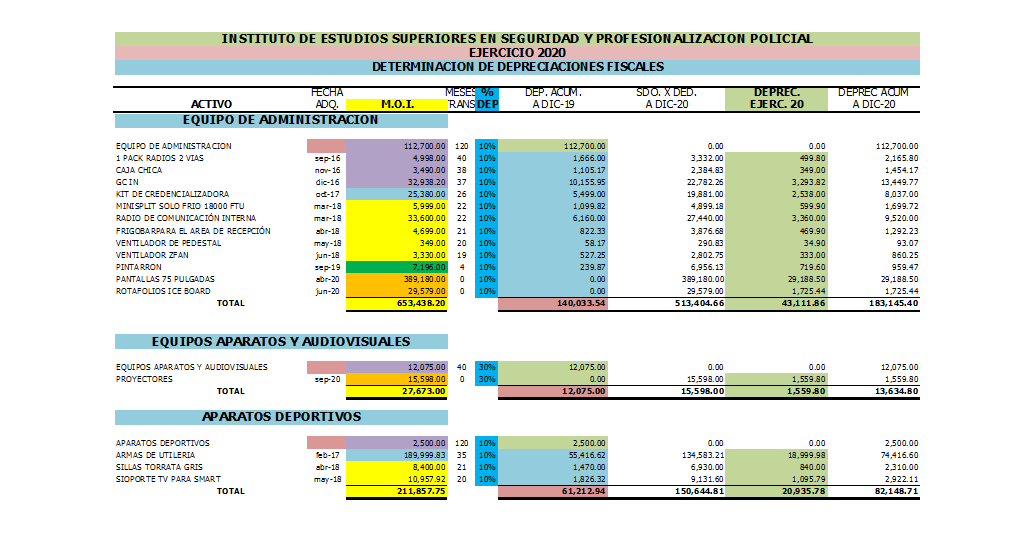 INSTITUTO DE ESTUDIOS SUPERIORES EN SEGURIDAD Y PROFESIONALIZACION POLICIAL
EJERCICIO 2020
DETERMINACION DE DEPRECIACIONES FISCALES
FECHA MESES % DEP. ACUM. SDO. X DED. DEPREC. DEPREC ACUM
ACTIVO ADQ. M.O.I. TRANS DEP A DIC-19 A DIC-20 EJERC. 20 A DIC-20
EQUIPO DE ADMINISTRACION
EQUIPO DE ADMINISTRACION 112,700.00 120 10% 112,700.00 0.00 0.00 112,700.00
1 PACK RADIOS 2 VIAS sep-16 4,998.00 40 10% 1,666.00 3,332.00 499.80 2,165.80
CAJA CHICA nov-16 3,490.00 38 10% 1,105.17 2,384.83 349.00 1,454.17
GC IN dic-16 32,938.20 37 10% 10,155.95 22,782.26 3,293.82 13,449.77
KIT DE CREDENCIALIZADORA oct-17 25,380.00 26 10% 5,499.00 19,881.00 2,538.00 8,037.00
MINISPLIT SOLO FRIO 18000 FTU mar-18 5,999.00 22 10% 1,099.82 4,899.18 599.90 1,699.72
RADIO DE COMUNICACIÓN INTERNA mar-18 33,600.00 22 10% 6,160.00 27,440.00 3,360.00 9,520.00
FRIGOBARPARA EL AREA DE RECEPCIÓN abr-18 4,699.00 21 10% 822.33 3,876.68 469.90 1,292.23
VENTILADOR DE PEDESTAL may-18 349.00 20 10% 58.17 290.83 34.90 93.07
VENTILADOR ZFAN jun-18 3,330.00 19 10% 527.25 2,802.75 333.00 860.25
PINTARRON sep-19 7,196.00 4 10% 239.87 6,956.13 719.60 959.47
PANTALLAS 75 PULGADAS abr-20 389,180.00 0 10% 0.00 389,180.00 29,188.50 29,188.50
ROTAFOLIOS ICE BOARD jun-20 29,579.00 0 10% 0.00 29,579.00 1,725.44 1,725.44
TOTAL 653,438.20 140,033.54 513,404.66 43,111.86 183,145.40
EQUIPOS APARATOS Y AUDIOVISUALES
EQUIPOS APARATOS Y AUDIOVISUALES 12,075.00 40 30% 12,075.00 0.00 0.00 12,075.00
PROYECTORES sep-20 15,598.00 0 30% 0.00 15,598.00 1,559.80 1,559.80
TOTAL 27,673.00 12,075.00 15,598.00 1,559.80 13,634.80
APARATOS DEPORTIVOS
APARATOS DEPORTIVOS 2,500.00 120 10% 2,500.00 0.00 0.00 2,500.00
ARMAS DE UTILERIA feb-17 189,999.83 35 10% 55,416.62 134,583.21 18,999.98 74,416.60
SILLAS TORRATA GRIS abr-18 8,400.00 21 10% 1,470.00 6,930.00 840.00 2,310.00
SIOPORTE TV PARA SMART may-18 10,957.92 20 10% 1,826.32 9,131.60 1,095.79 2,922.11
TOTAL 211,857.75 61,212.94 150,644.81 20,935.78 82,148.71